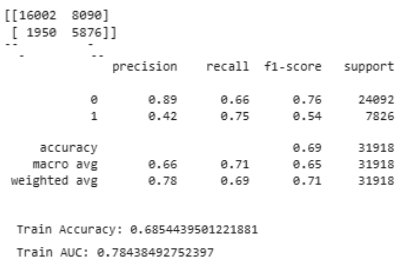 [[16002 8090]
[ 1950 5876]]
-- -
- --
precision recall f1-score support
0 0.89 0.66 0.76 24092
1 0.42 0.75 0.54 7826
accuracy 0.69 31918
macro avg 0.66 0.71 0.65 31918
weighted avg 0.78 0.69 0.71 31918
Train Accuracy: 0.6854439501221881
Train AUC: 0.78438492752397